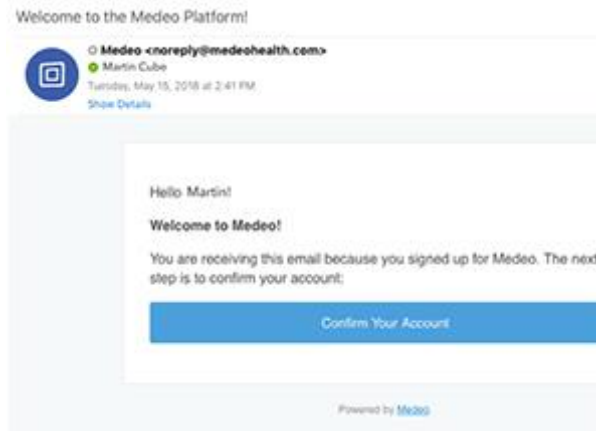 Welcome to the Medeo Platform!
Medeo <noreply@medeohealth.com>
Martin Cube
Tuesday, May 15, 2018 at 2:41 PM
Show Details
Hello Martin!
Welcome to Medeo!
You are receiving this email because you signed up for Medeo. The next
step is to confirm your account:
Confirm Your Account
Powered by Medeo